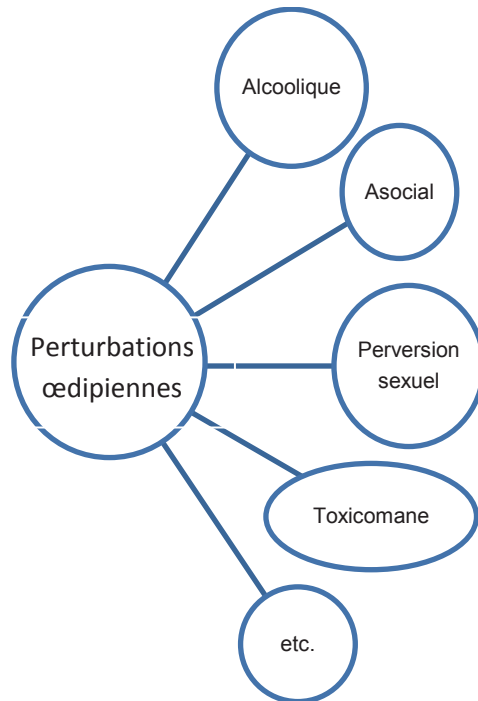 Alcoolique
Asocial
Perturbations
œdipiennes
Perversion
sexuel
Toxicomane
etc.